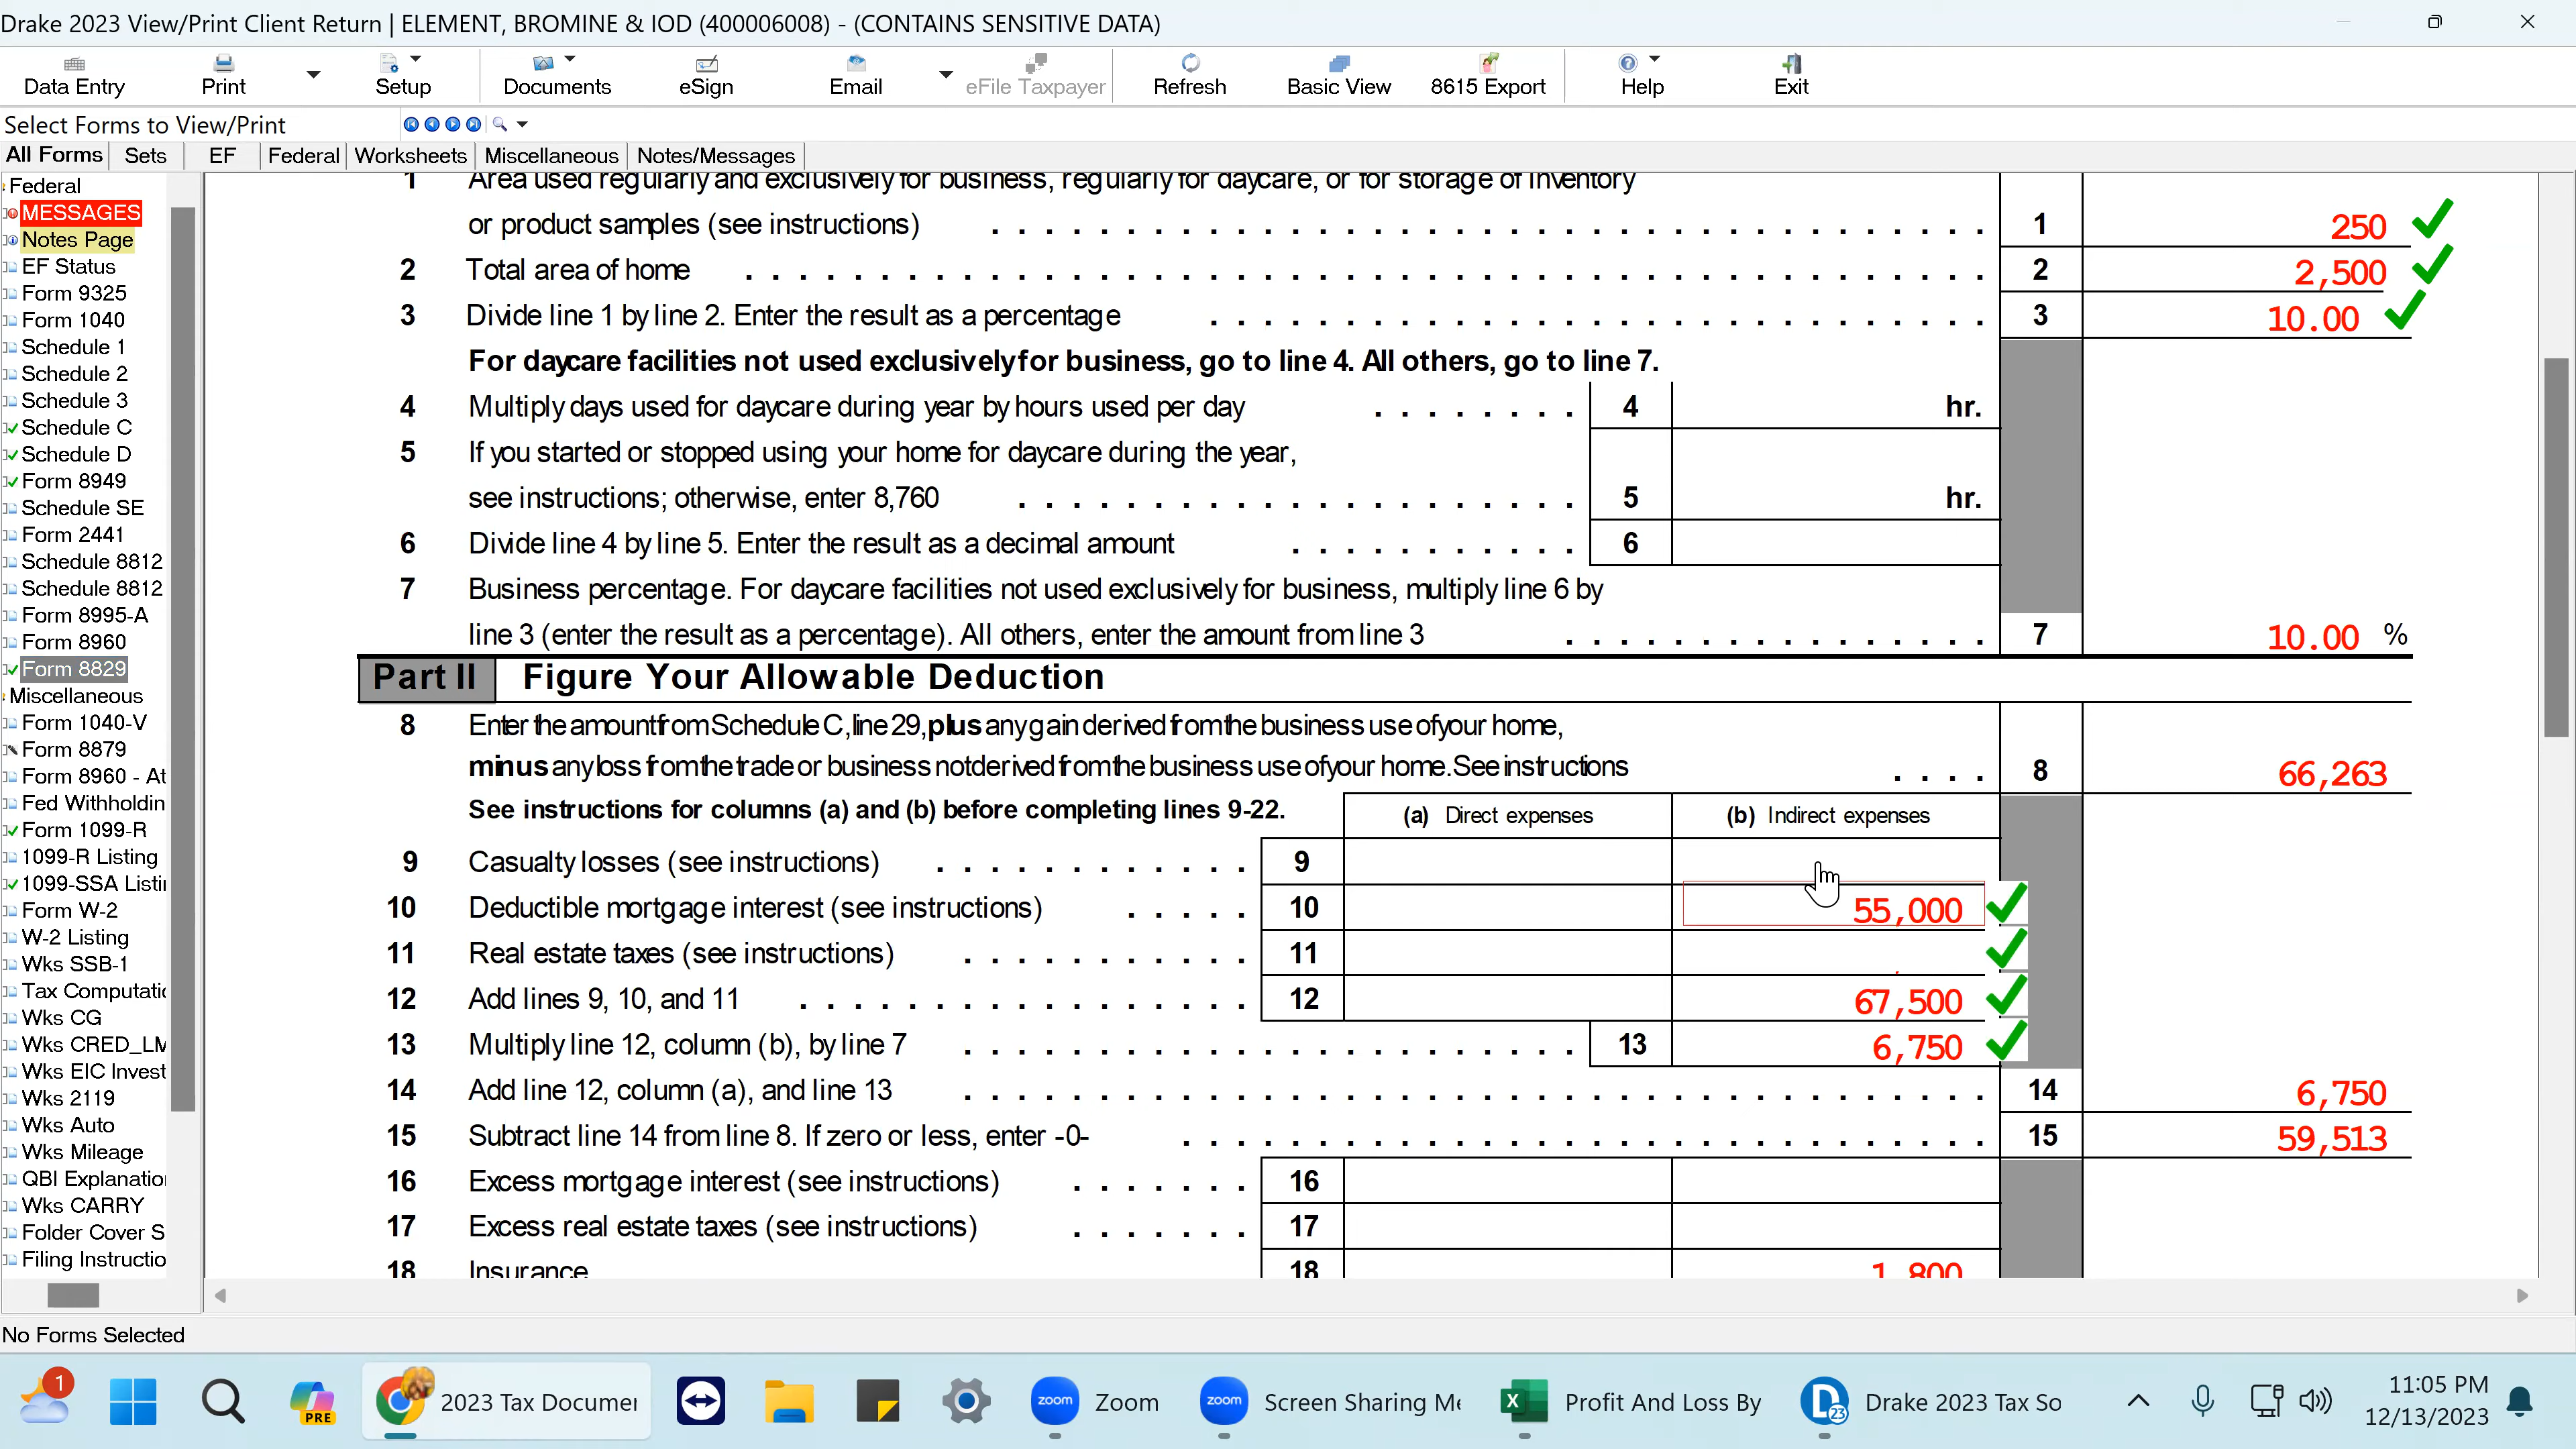 Drake 2023 View/Print Client Return | ELEMENT, BROMINE & IOD (400006008) - (CONTAINS SENSITIVE DATA)
Data Entry Print Setup Documents eSign Email eFile Taxpayer Refresh Basic View 8615 Export Help Exit
Select Forms to View/Print
All Forms Sets EF Federal Worksheets Miscellaneous Notes/Messages
Federal
MESSAGES
Notes Page
EF Status
Form 9325
Form 1040
Schedule 1
Schedule 2
Schedule 3
Schedule C
Schedule D
Form 8949
Schedule SE
Form 2441
Schedule 8812
Schedule 8812
Form 8995-A
Form 8960
Form 8829
Miscellaneous
Form 1040-V
Form 8879
Form 8960 - At
Fed Withholdin
Form 1099-R
1099-R Listing
1099-SSA Listi
Form W-2
W-2 Listing
Wks SSB-1
Tax Computati
Wks CG
Wks CRED_LM
Wks EIC Invest
Wks 2119
Wks Auto
Wks Mileage
QBI Explanatio
Wks CARRY
Folder Cover S
Filing Instructio
1 Area used regularly and exclusively for business, regularly for daycare, or for storage of inventory
or product samples (see instructions) . . . . . . . . . . . . . . . . . . . . . . . . . . . . . . . . . . . . . 1 250
2 Total area of home . . . . . . . . . . . . . . . . . . . . . . . . . . . . . . . . . . . . . . . . . . . . . . 2 2,500
3 Divide line 1 by line 2. Enter the result as a percentage . . . . . . . . . . . . . . . . . . . . . . . . . . . . . 3 10.00
For daycare facilities not used exclusively for business, go to line 4. All others, go to line 7.
4 Multiply days used for daycare during year by hours used per day . . . . . . . . 4 hr.
5 If you started or stopped using your home for daycare during the year,
see instructions; otherwise, enter 8,760 . . . . . . . . . . . . . . . . . . . . . 5 hr.
6 Divide line 4 by line 5. Enter the result as a decimal amount . . . . . . . . . . . 6
7 Business percentage. For daycare facilities not used exclusively for business, multiply line 6 by
line 3 (enter the result as a percentage). All others, enter the amount from line 3 . . . . . . . . . . . . . . . . 7 10.00 %
Part II Figure Your Allowable Deduction
8 Enter the amount from Schedule C, line 29, plus any gain derived from the business use of your home,
minus any loss from the trade or business not derived from the business use of your home. See instructions . . . . 8 66,263
See instructions for columns (a) and (b) before completing lines 9-22. (a) Direct expenses (b) Indirect expenses
9 Casualty losses (see instructions) . . . . . . . . . . . . 9
10 Deductible mortgage interest (see instructions) . . . . . 10 55,000
11 Real estate taxes (see instructions) . . . . . . . . . . . 11
12 Add lines 9, 10, and 11 . . . . . . . . . . . . . . . . . 12 67,500
13 Multiply line 12, column (b), by line 7 . . . . . . . . . . . . . . . . . . . . . . . 13 6,750
14 Add line 12, column (a), and line 13 . . . . . . . . . . . . . . . . . . . . . . . . . . . . . . . . . . . . . . 14 6,750
15 Subtract line 14 from line 8. If zero or less, enter -0- . . . . . . . . . . . . . . . . . . . . . . . . . . . . . . 15 59,513
16 Excess mortgage interest (see instructions) . . . . . . . 16
17 Excess real estate taxes (see instructions) . . . . . . . 17
18 Insurance 18 1,800
No Forms Selected
1 PRE 2023 Tax Documen zoom Zoom zoom Screen Sharing Me Profit And Loss By 23 Drake 2023 Tax So 11:05 PM
12/13/2023